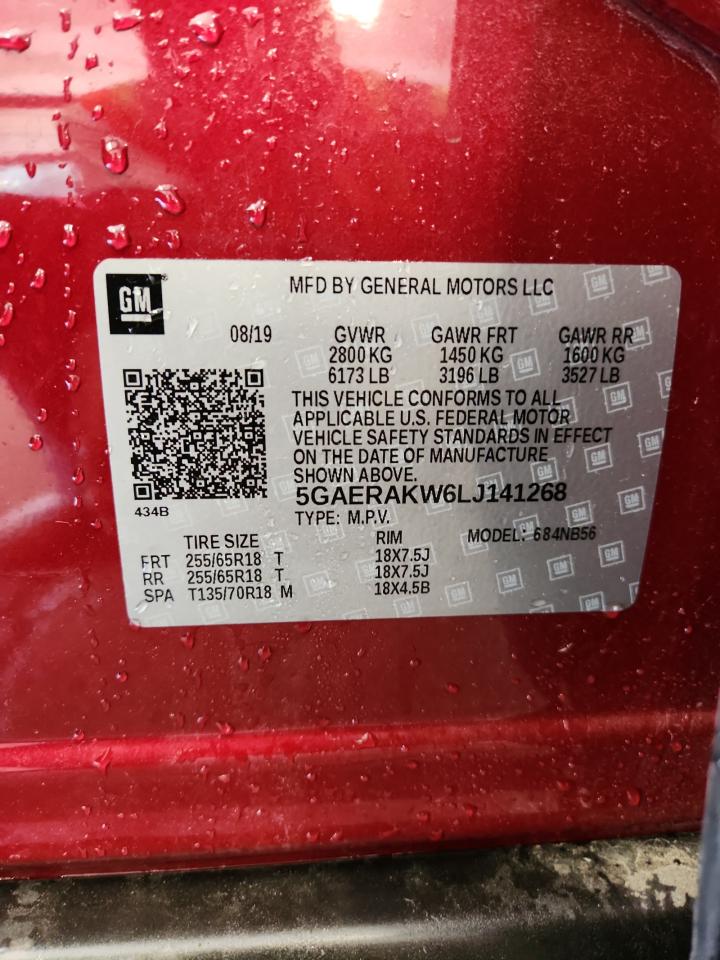 GM
MFD BY GENERAL MOTORS LLC
08/19 GVWR GAWR FRT GAWR RR
2800 KG 1450 KG 1600 KG
6173 LB 3196 LB 3527 LB
THIS VEHICLE CONFORMS TO ALL
APPLICABLE U.S. FEDERAL MOTOR
VEHICLE SAFETY STANDARDS IN EFFECT
ON THE DATE OF MANUFACTURE
SHOWN ABOVE.
5GAERAKW6LJ141268
434B
TYPE: M.P.V.
TIRE SIZE RIM MODEL: 684NB56
FRT 255/65R18 T 18X7.5J
RR 255/65R18 T 18X7.5J
SPA T135/70R18 M 18X4.5B